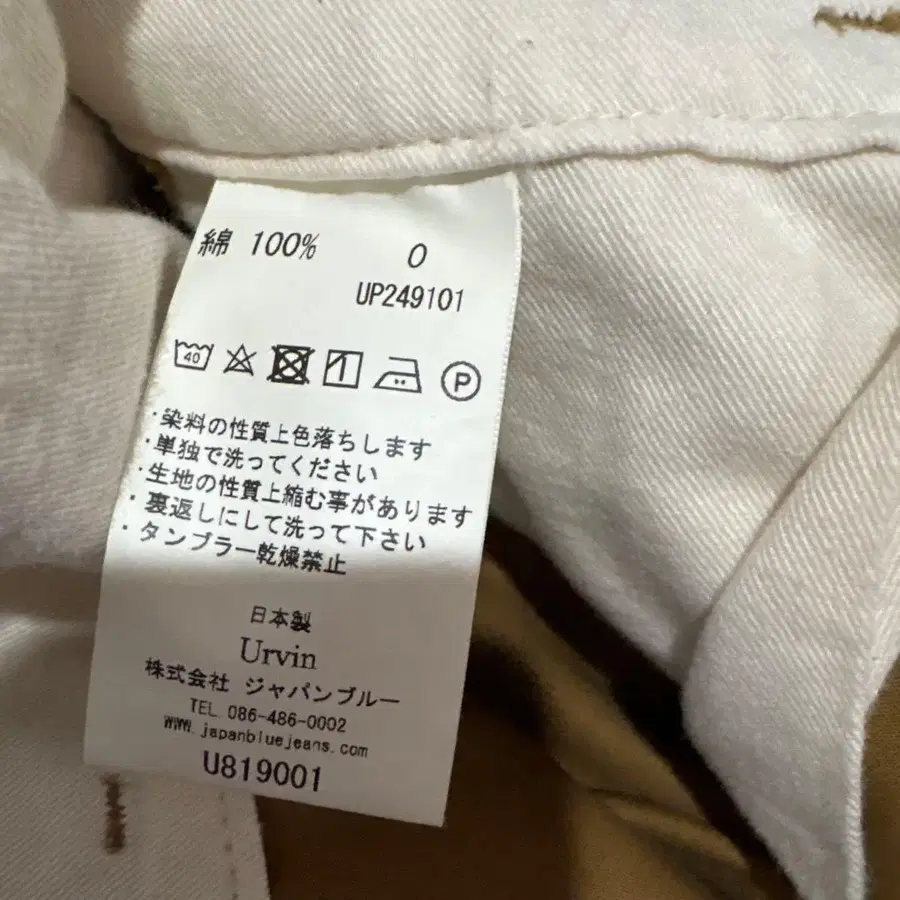 綿 100% 0
UP249101
40 P
・染料の性質上色落ちします
・単独で洗ってください
・生地の性質上縮む事があります
・裏返しにして洗って下さい
・タンブラー乾燥禁止
日本製
Urvin
株式会社 ジャパンブルー
TEL. 086-486-0002
www.japanbluejeans.com
U819001